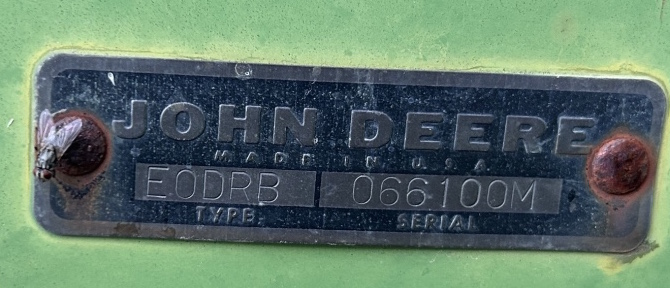 JOHN DEERE
MADE IN U.S.A.
E0DRB 066100M
TYPE. SERIAL